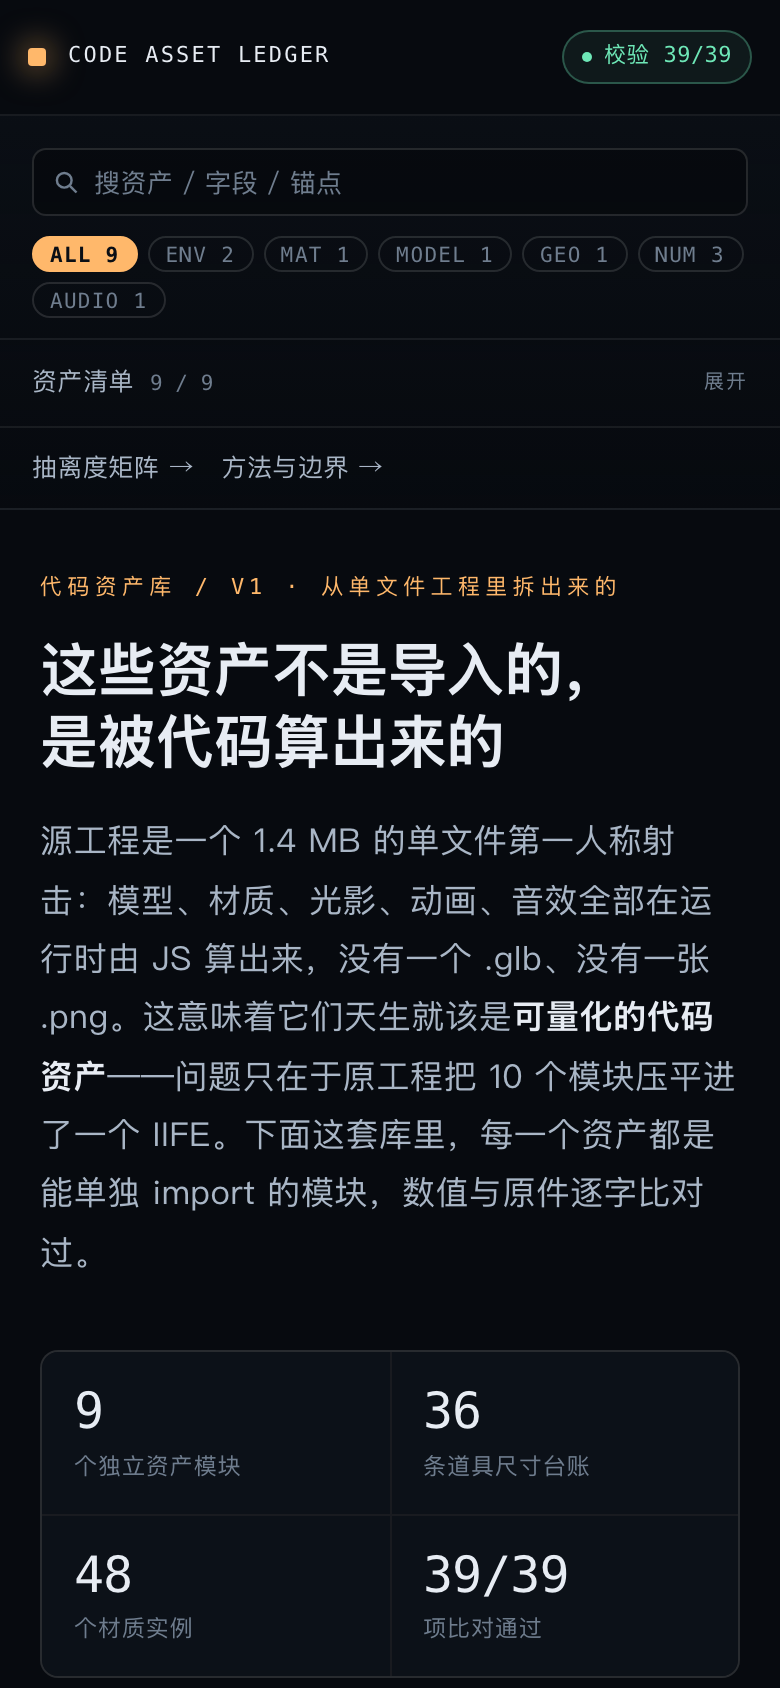 CODE ASSET LEDGER
校验 39/39
搜资产 / 字段 / 锚点
ALL 9 ENV 2 MAT 1 MODEL 1 GEO 1 NUM 3
AUDIO 1
资产清单 9 / 9 展开
抽离度矩阵 → 方法与边界 →
代码资产库 / V1 · 从单文件工程里拆出来的
这些资产不是导入的，
是被代码算出来的
源工程是一个 1.4 MB 的单文件第一人称射
击：模型、材质、光影、动画、音效全部在运
行时由 JS 算出来，没有一个 .glb、没有一张
.png。这意味着它们天生就该是可量化的代码
资产——问题只在于原工程把 10 个模块压平进
了一个 IIFE。下面这套库里，每一个资产都是
能单独 import 的模块，数值与原件逐字比对
过。
9
个独立资产模块
36
条道具尺寸台账
48
个材质实例
39/39
项比对通过